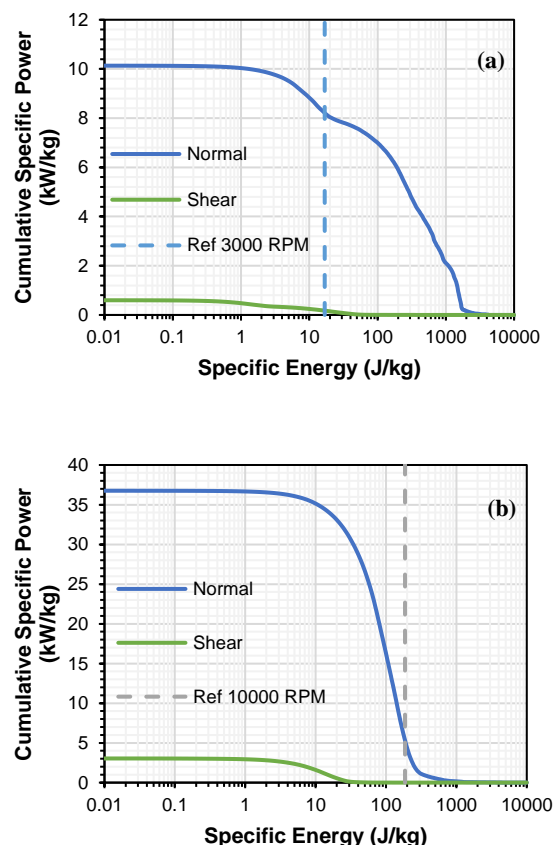 12
10
8
6
4
2
0
Cumulative Specific Power
(kW/kg)
(a)
Normal
Shear
Ref 3000 RPM
0.01 0.1 1 10 100 1000 10000
Specific Energy (J/kg)
40
35
30
25
20
15
10
5
0
Cumulative Specific Power
(kW/kg)
(b)
Normal
Shear
Ref 10000 RPM
0.01 0.1 1 10 100 1000 10000
Specific Energy (J/kg)